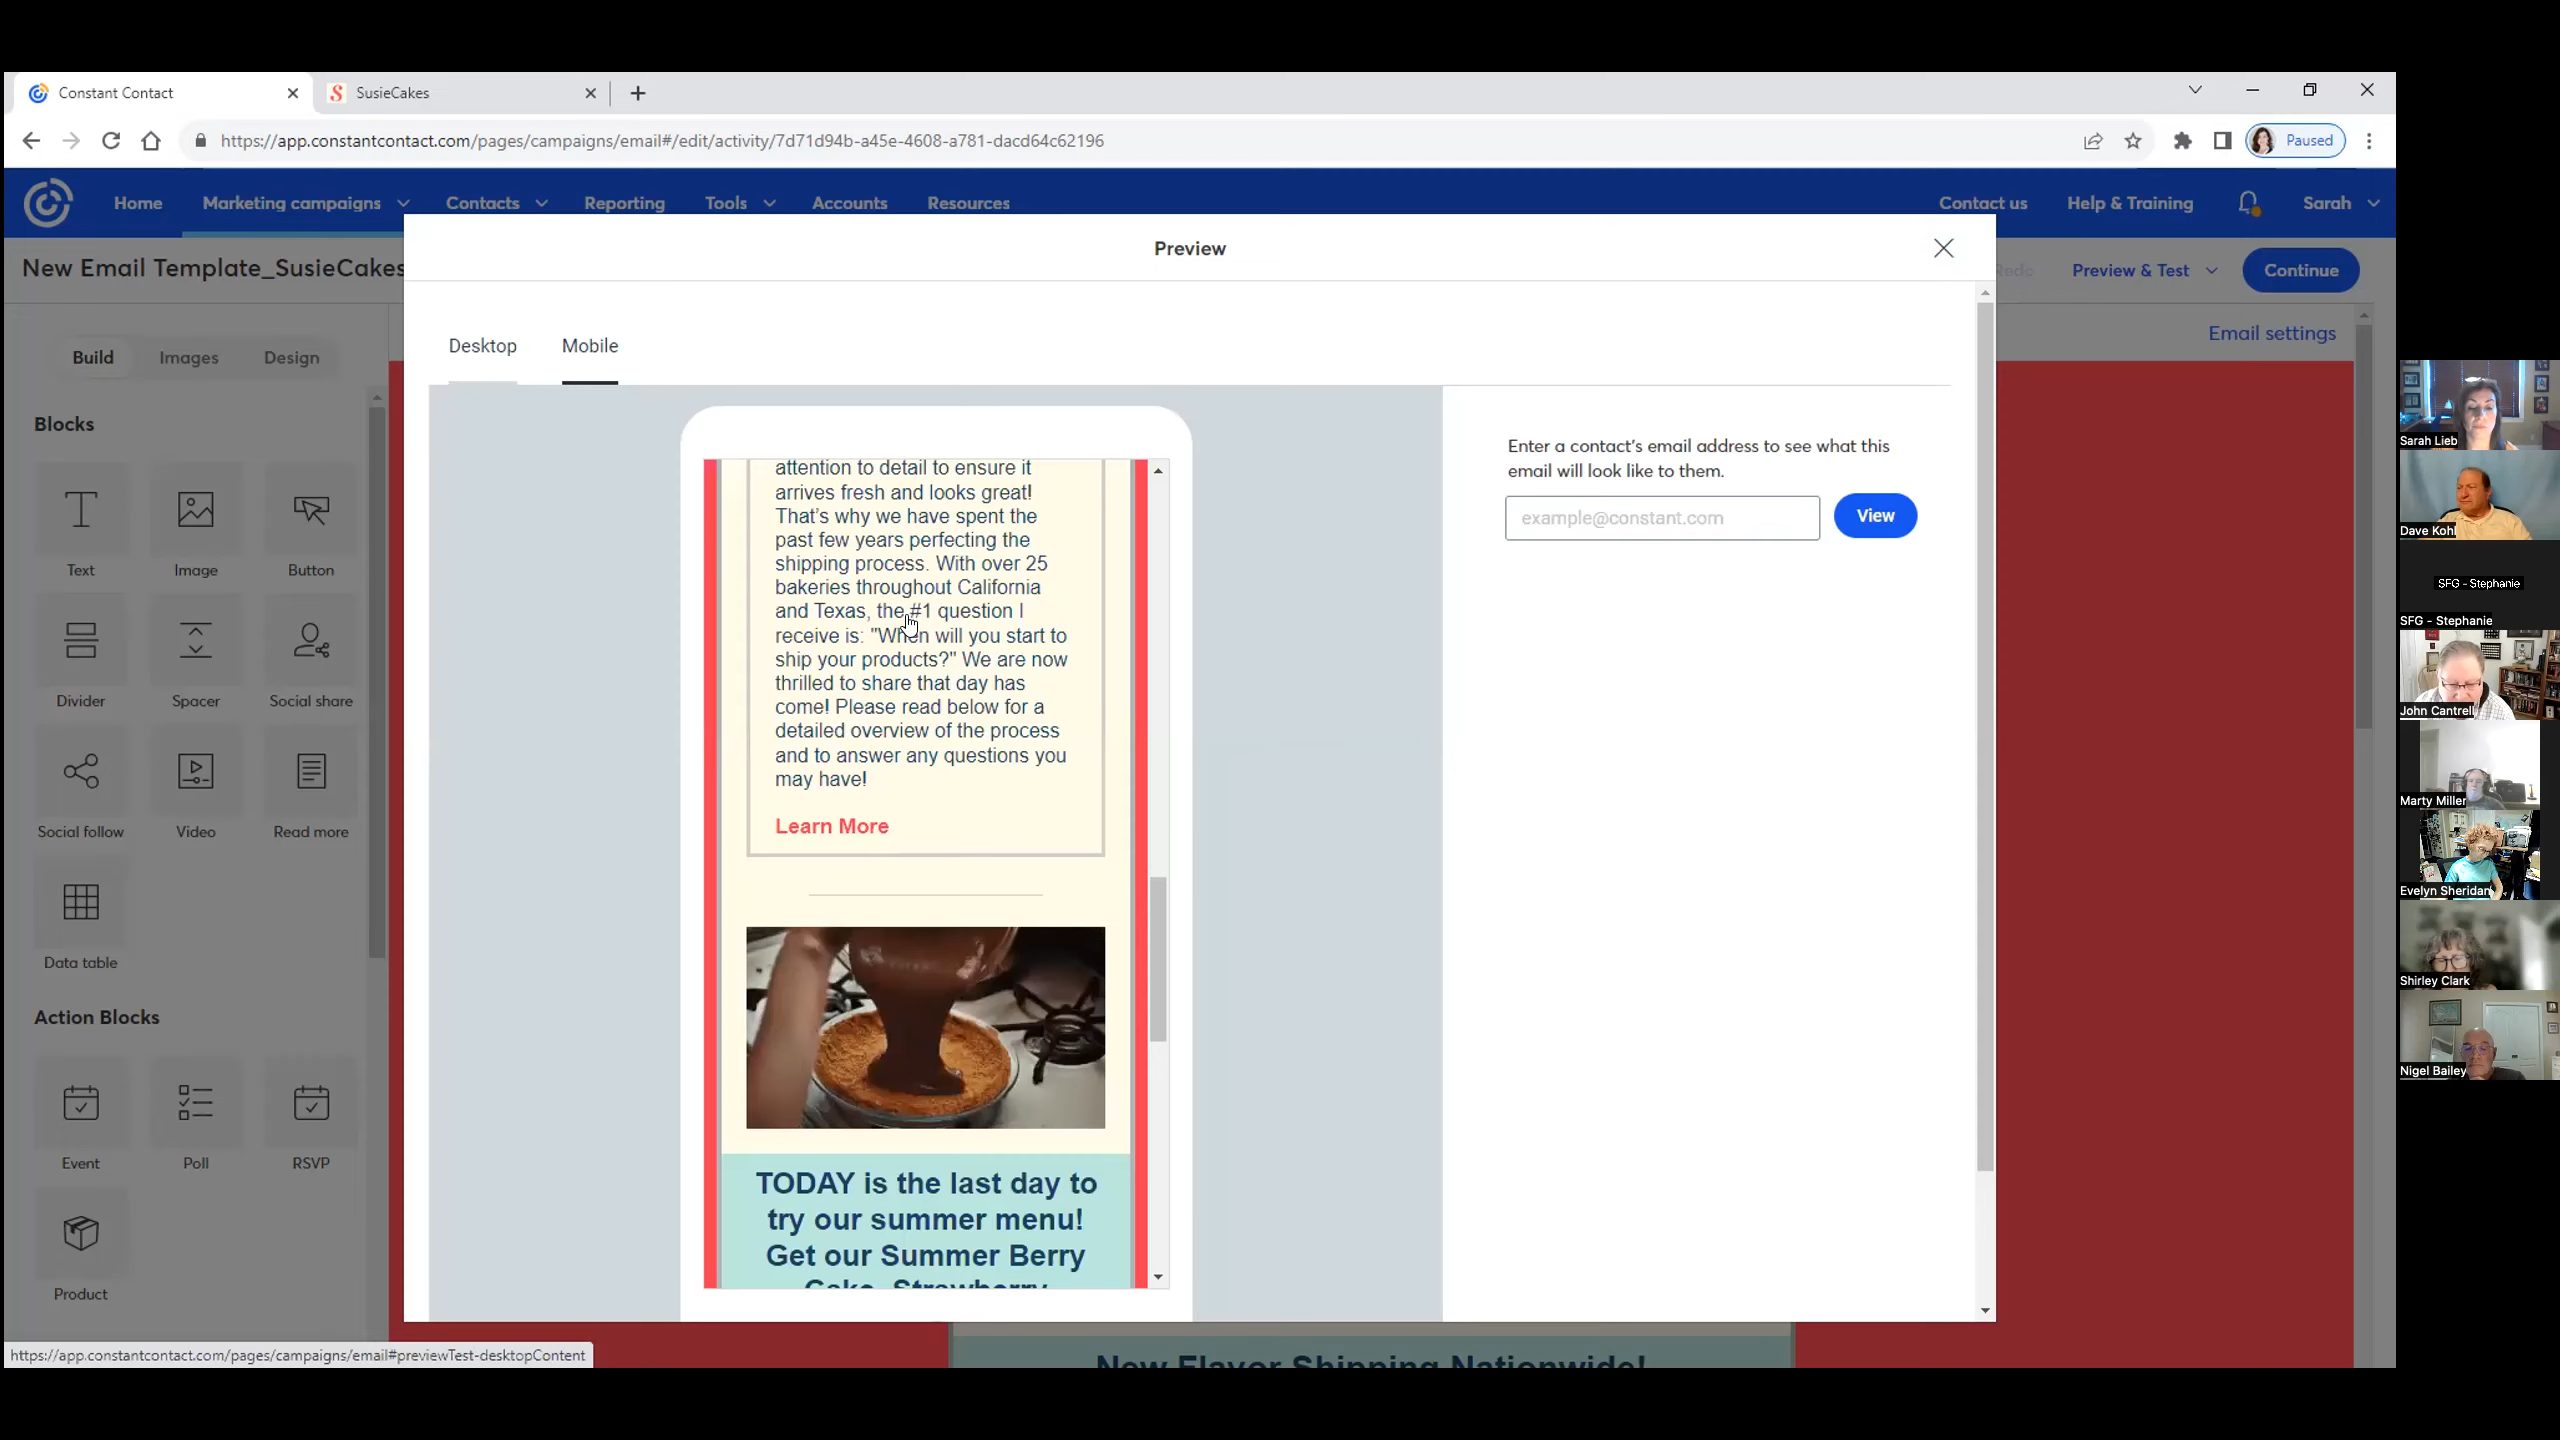 Constant Contact
SusieCakes
https://app.constantcontact.com/pages/campaigns/email#/edit/activity/7d71d94b-a45e-4608-a781-dacd64c62196
Paused
Home
Marketing campaigns
Contacts
Reporting
Tools
Accounts
Resources
Contact us
Help & Training
Sarah
New Email Template_SusieCakes
Preview
Redo
Preview & Test
Continue
Email settings
Build
Images
Design
Blocks
Text
Image
Button
Divider
Spacer
Social share
Social follow
Video
Read more
Data table
Action Blocks
Event
Poll
RSVP
Product
Desktop
Mobile
attention to detail to ensure it
arrives fresh and looks great!
That's why we have spent the
past few years perfecting the
shipping process. With over 25
bakeries throughout California
and Texas, the #1 question I
receive is: "When will you start to
ship your products?" We are now
thrilled to share that day has
come! Please read below for a
detailed overview of the process
and to answer any questions you
may have!
Learn More
TODAY is the last day to
try our summer menu!
Get our Summer Berry
Cake, Strawberry
Enter a contact's email address to see what this
email will look like to them.
example@constant.com
View
New Flavor Shipping Nationwide!
https://app.constantcontact.com/pages/campaigns/email#previewTest-desktopContent
Sarah Lieb
Dave Kohl
SFG - Stephanie
SFG - Stephanie
John Cantrell
Marty Miller
Evelyn Sheridan
Shirley Clark
Nigel Bailey